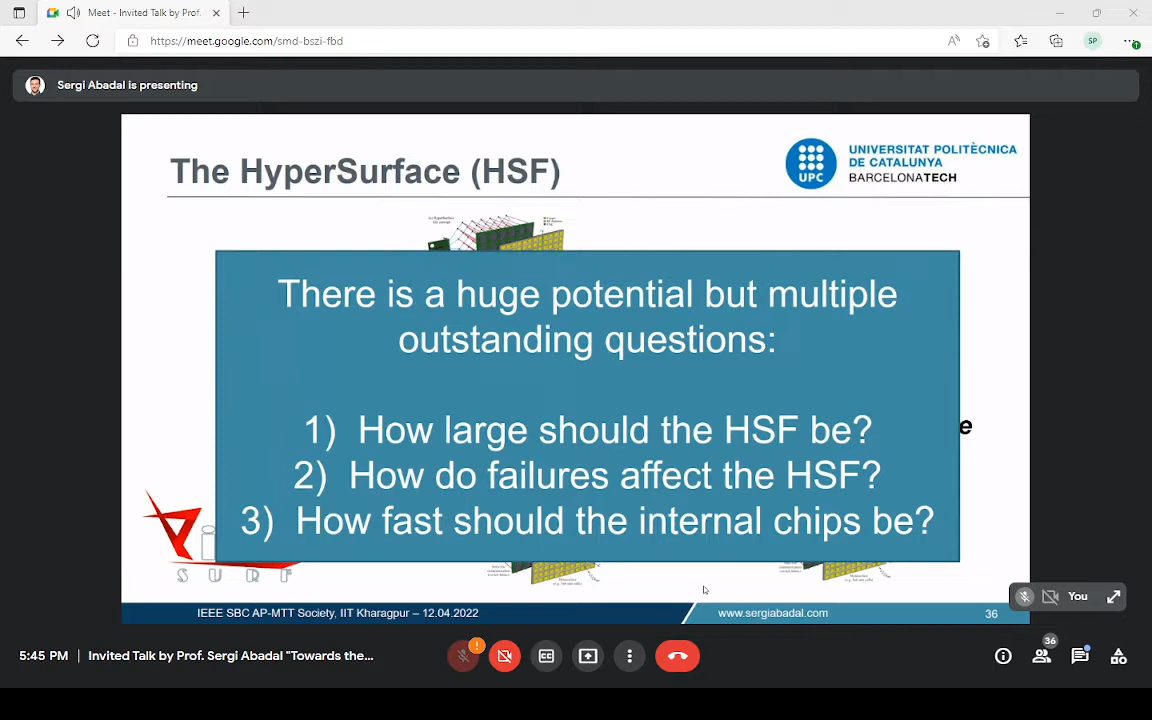 Meet - Invited Talk by Prof.
https://meet.google.com/smd-bszi-fbd
SP
Sergi Abadal is presenting
The HyperSurface (HSF)
UPC
UNIVERSITAT POLITÈCNICA
DE CATALUNYA
BARCELONATECH
There is a huge potential but multiple
outstanding questions:
1) How large should the HSF be?
2) How do failures affect the HSF?
3) How fast should the internal chips be?
e
S U R F
You
IEEE SBC AP-MTT Society, IIT Kharagpur – 12.04.2022
www.sergiabadal.com
36
5:45 PM | Invited Talk by Prof. Sergi Abadal "Towards the...
CC
36